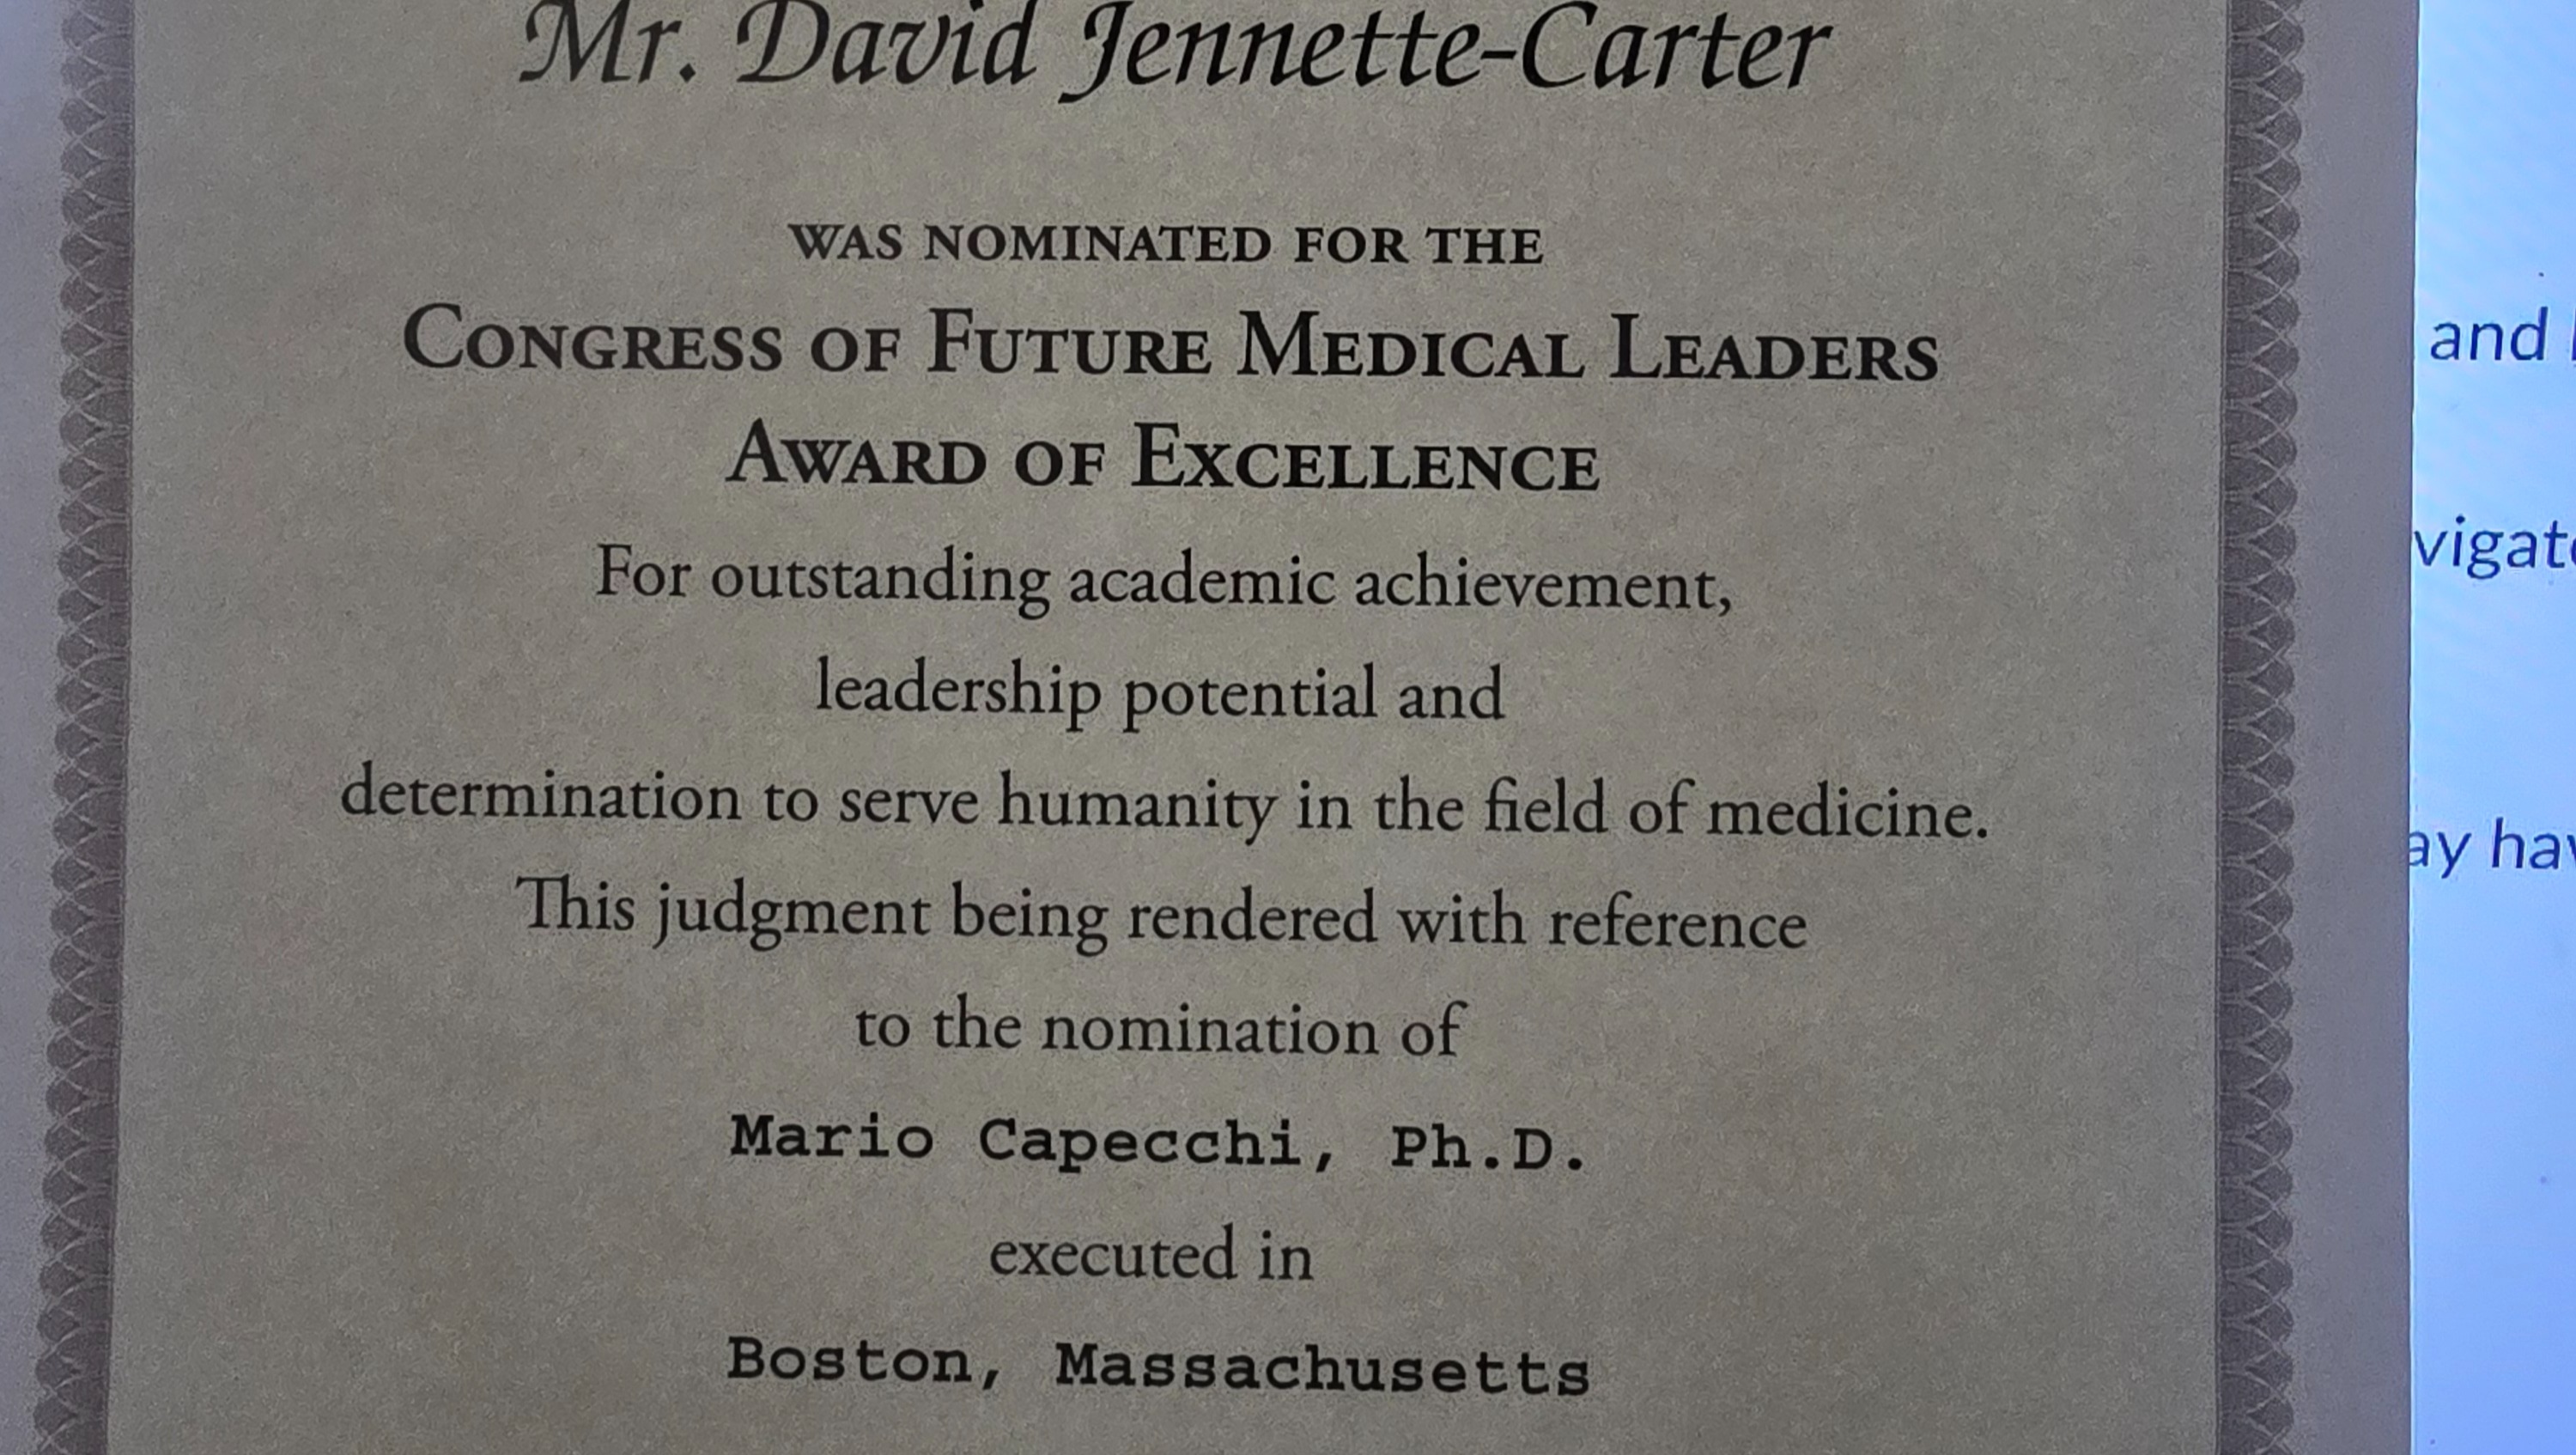 Mr. David Jennette-Carter
WAS NOMINATED FOR THE
CONGRESS OF FUTURE MEDICAL LEADERS
AWARD OF EXCELLENCE
For outstanding academic achievement,
leadership potential and
determination to serve humanity in the field of medicine.
This judgment being rendered with reference
to the nomination of
Mario Capecchi, Ph.D.
executed in
Boston, Massachusetts
and